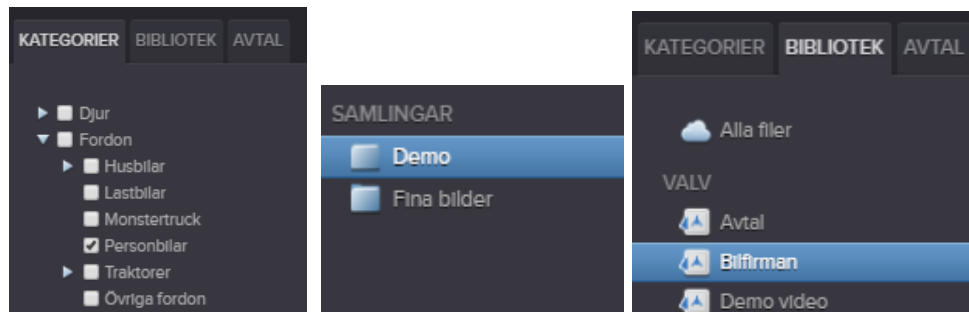 KATEGORIER BIBLIOTEK AVTAL
Djur
Fordon
Husbilar
Lastbilar
Monstertruck
Personbilar
Traktorer
Övriga fordon
SAMLINGAR
Demo
Fina bilder
KATEGORIER BIBLIOTEK AVTAL
Alla filer
VALV
Avtal
Bilfirman
Demo video